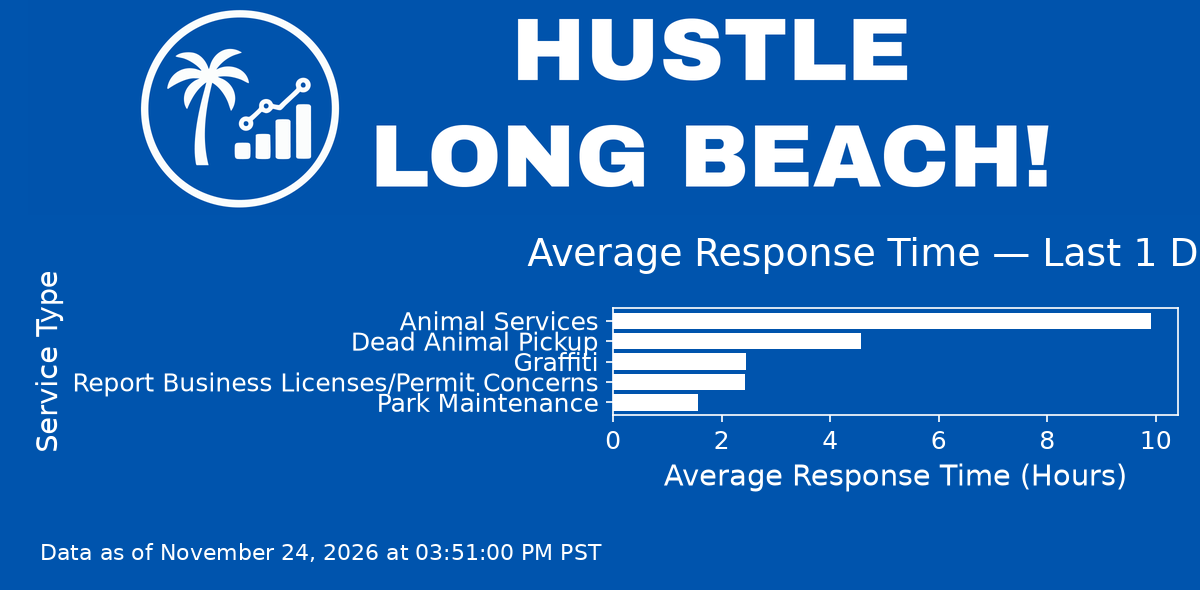 HUSTLE
LONG BEACH!
Average Response Time — Last 1 D
Service Type
Animal Services
Dead Animal Pickup
Graffiti
Report Business Licenses/Permit Concerns
Park Maintenance
0 2 4 6 8 10
Average Response Time (Hours)
Data as of November 24, 2026 at 03:51:00 PM PST